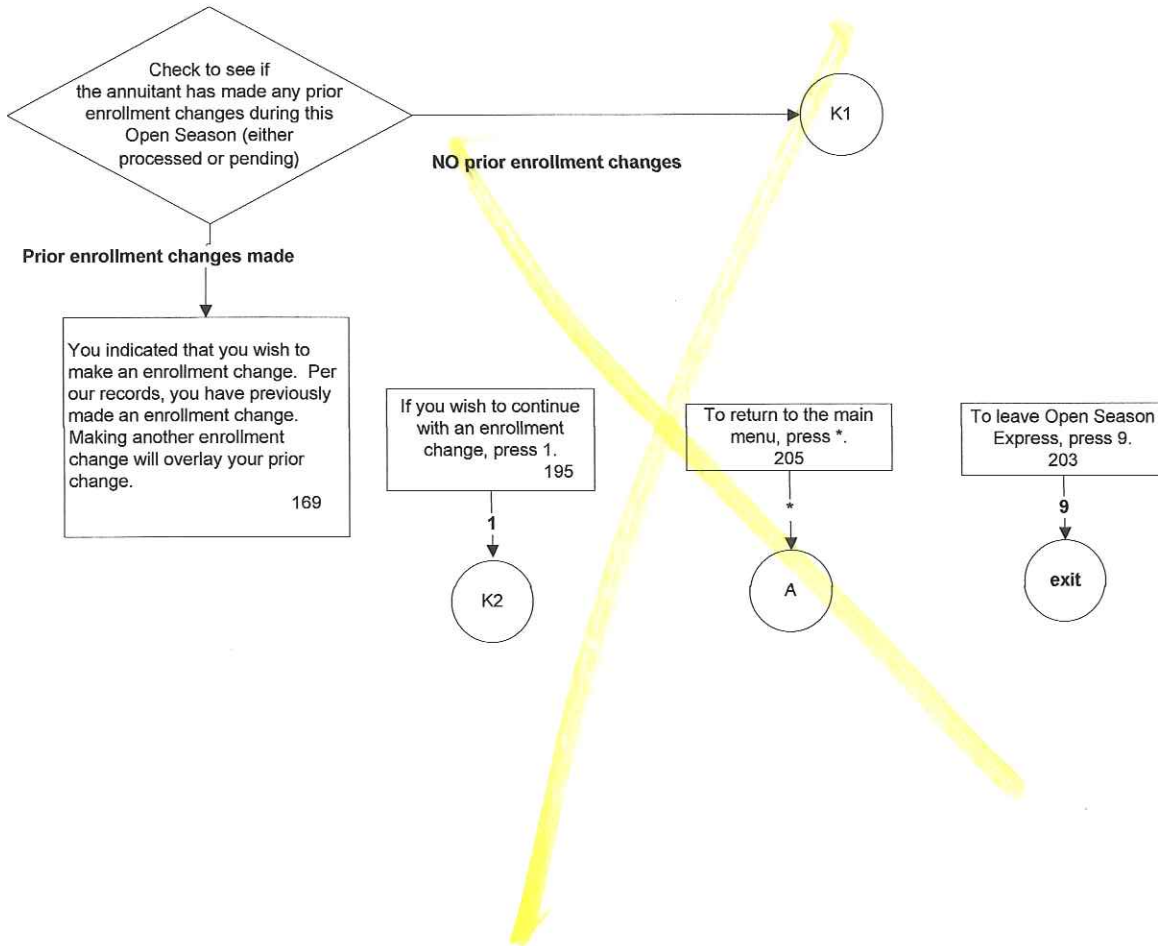 Check to see if
the annuitant has made any prior
enrollment changes during this
Open Season (either
processed or pending)
K1
NO prior enrollment changes
Prior enrollment changes made
You indicated that you wish to
make an enrollment change. Per
our records, you have previously
made an enrollment change.
Making another enrollment
change will overlay your prior
change.
169
If you wish to continue
with an enrollment
change, press 1.
195
1
K2
To return to the main
menu, press *.
205
*
A
To leave Open Season
Express, press 9.
203
9
exit